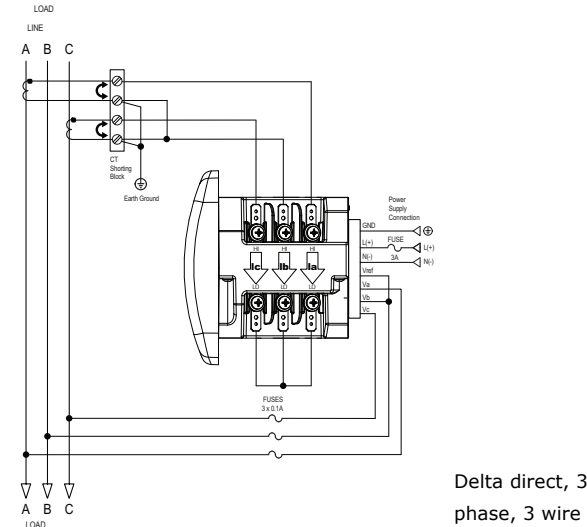 LOAD
LINE
A B C
CT
Shorting
Block
Earth Ground
Power
Supply
Connection
GND
FUSE
L(+)
L(+)
3A
N(-)
N(-)
Vref
Va
Vb
Vc
HI HI HI
Ic Ib Ia
LO LO LO
FUSES
3 x 0.1A
A B C
LOAD
Delta direct, 3
phase, 3 wire